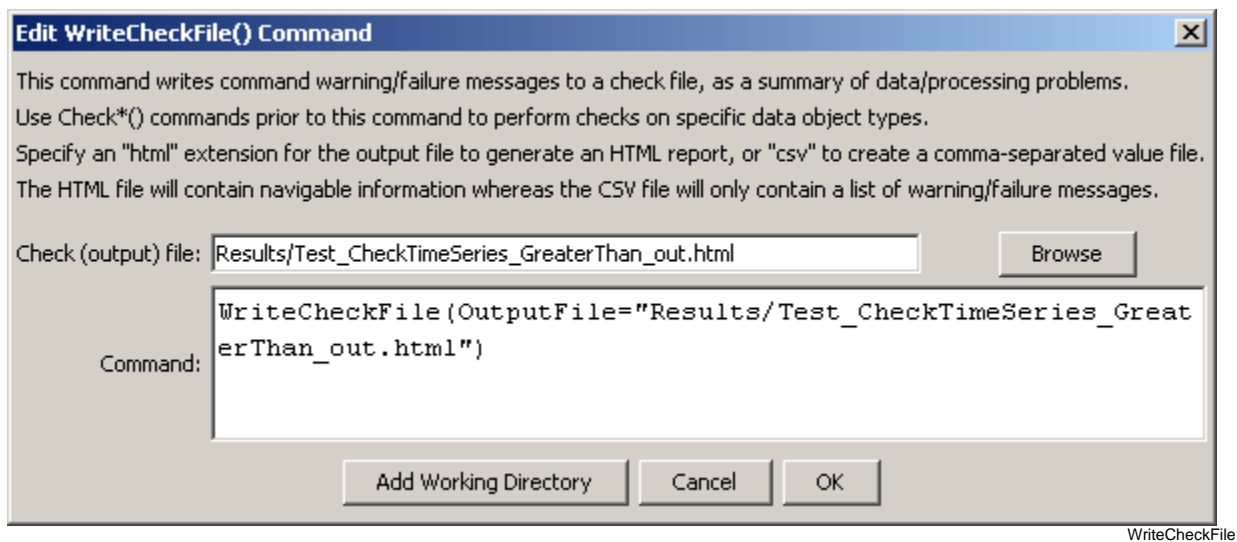 Edit WriteCheckFile() Command
This command writes command warning/failure messages to a check file, as a summary of data/processing problems.
Use Check*() commands prior to this command to perform checks on specific data object types.
Specify an "html" extension for the output file to generate an HTML report, or "csv" to create a comma-separated value file.
The HTML file will contain navigable information whereas the CSV file will only contain a list of warning/failure messages.
Check (output) file: Results/Test_CheckTimeSeries_GreaterThan_out.html Browse
WriteCheckFile(OutputFile="Results/Test_CheckTimeSeries_Great
erThan_out.html")
Command:
Add Working Directory Cancel OK
WriteCheckFile